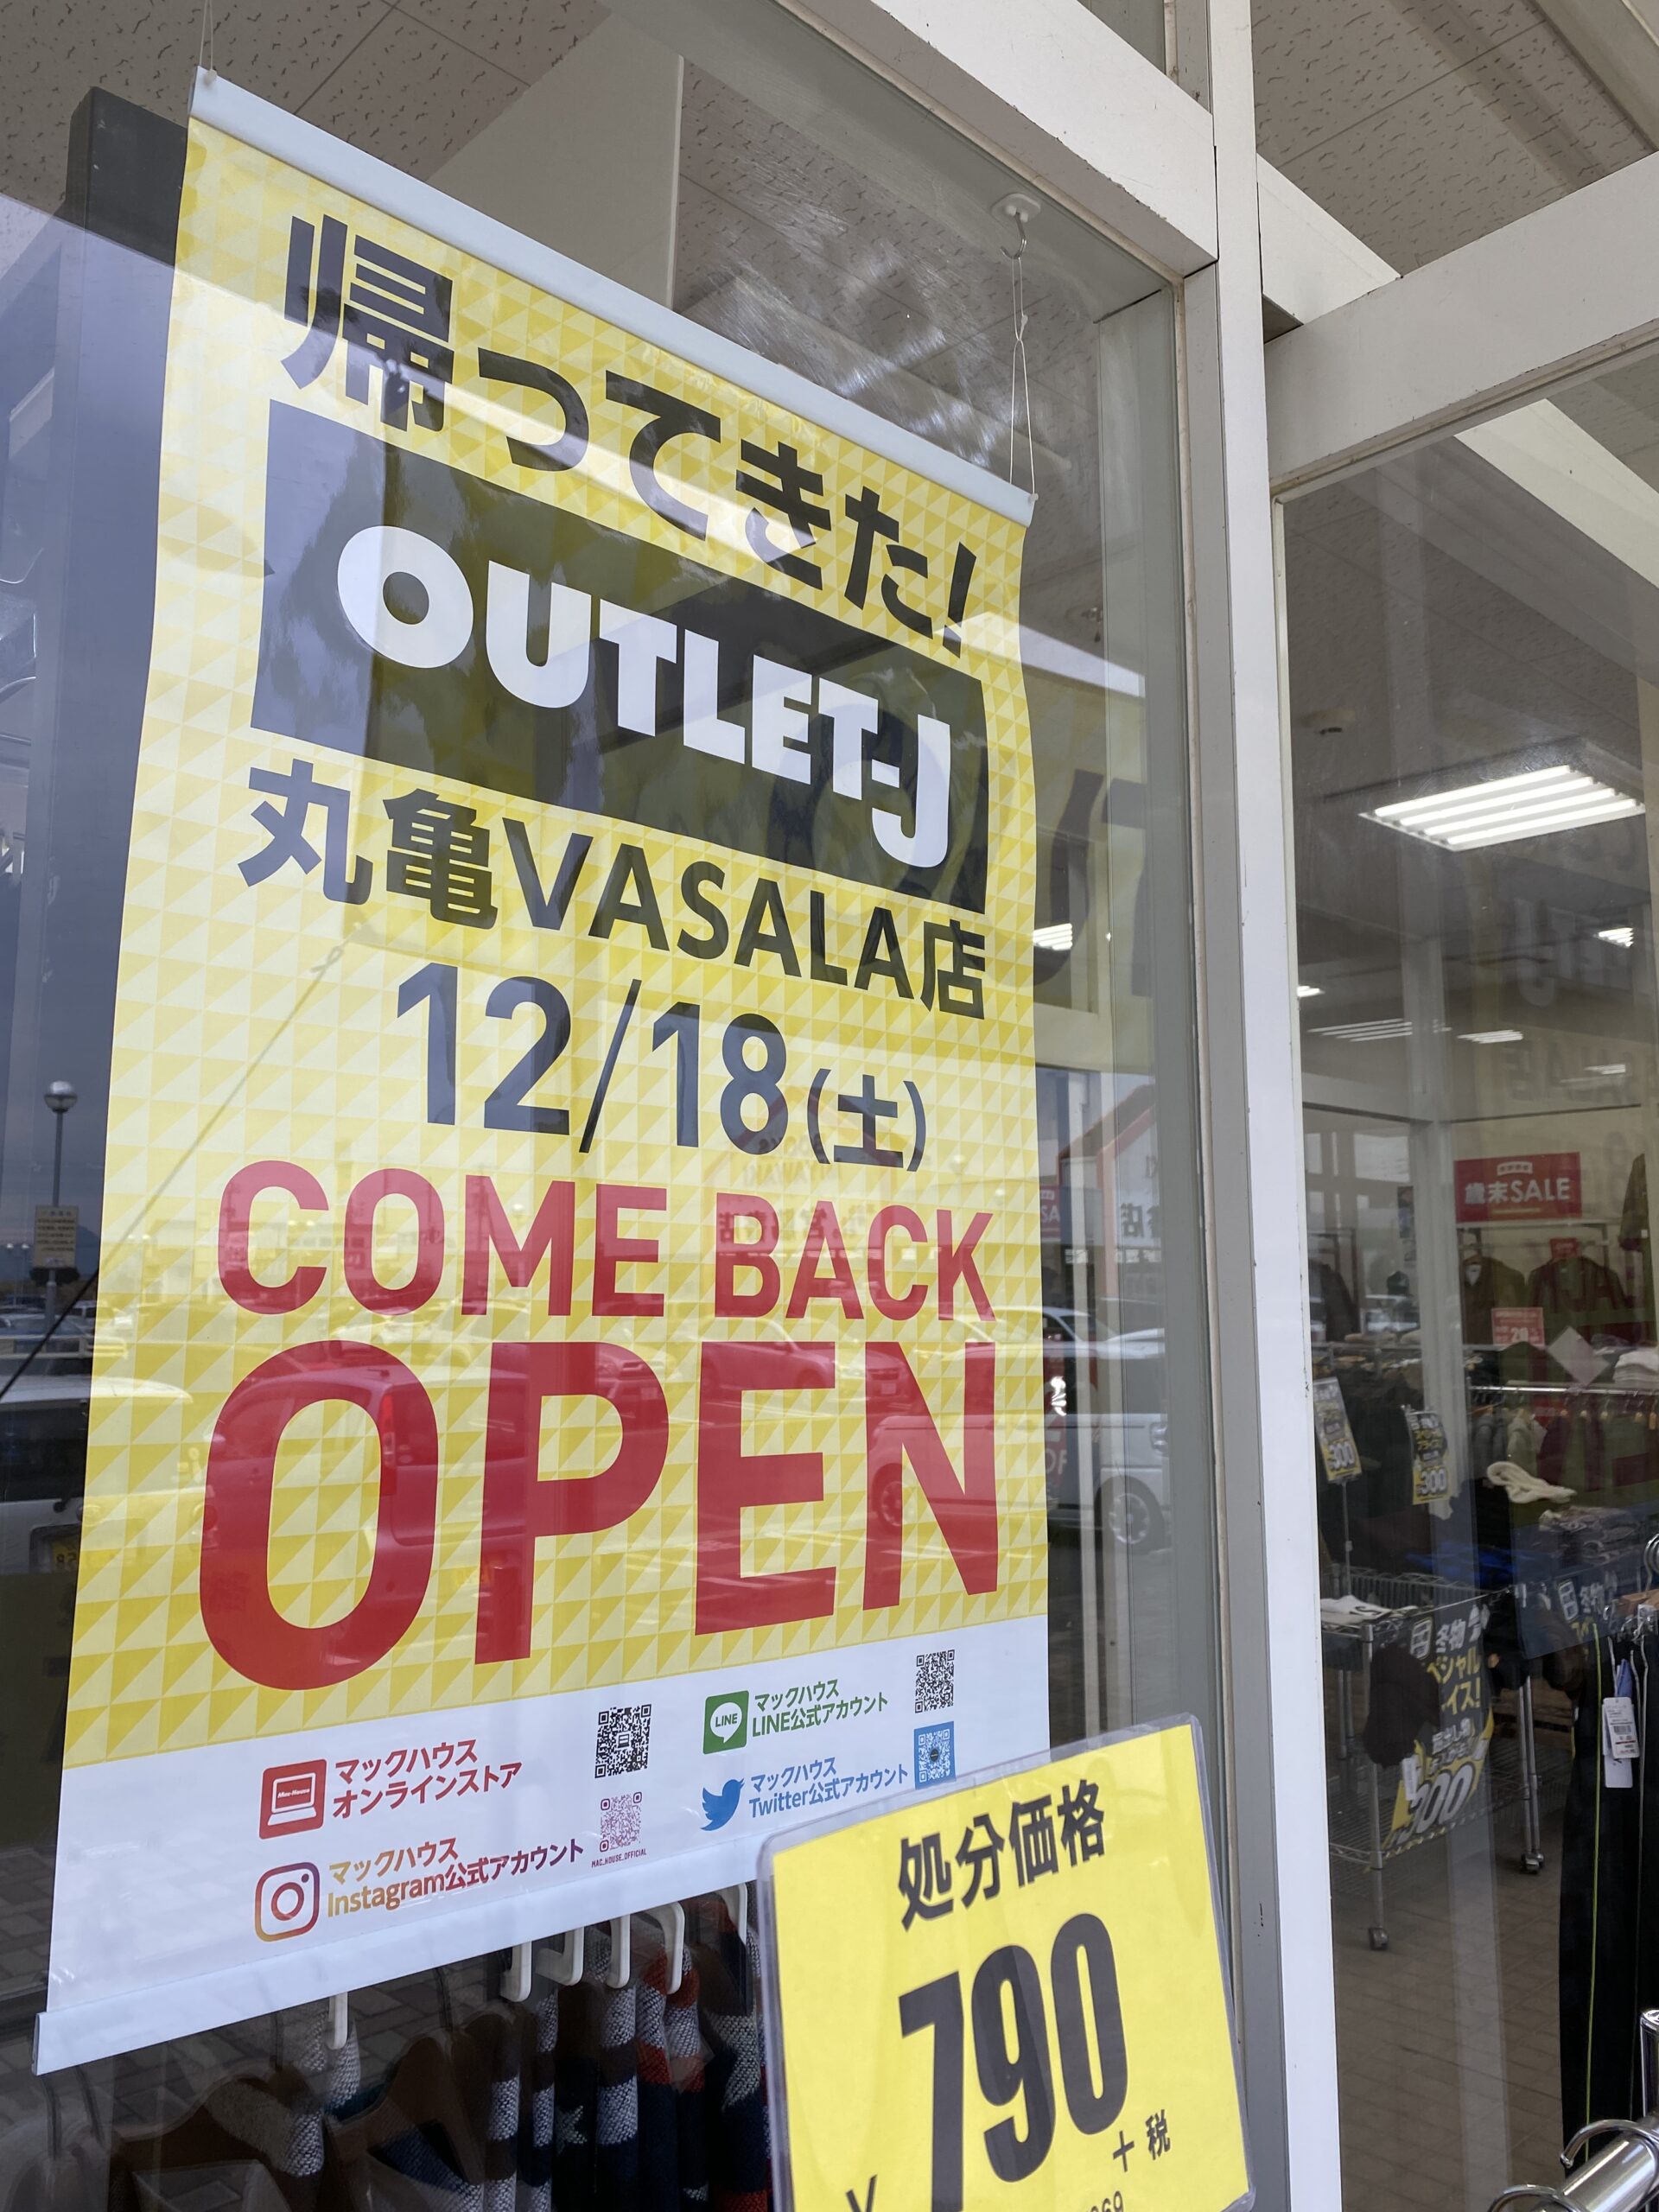 帰ってきた!
OUTLET-J
丸亀VASALA店
12/18(土)
COME BACK
OPEN
マックハウス
オンラインストア
マックハウス
Instagram公式アカウント
MAC_HOUSE_OFFICIAL
LINE
マックハウス
LINE公式アカウント
マックハウス
Twitter公式アカウント
処分価格
790
+税
歳末SALE
冬物
300
300